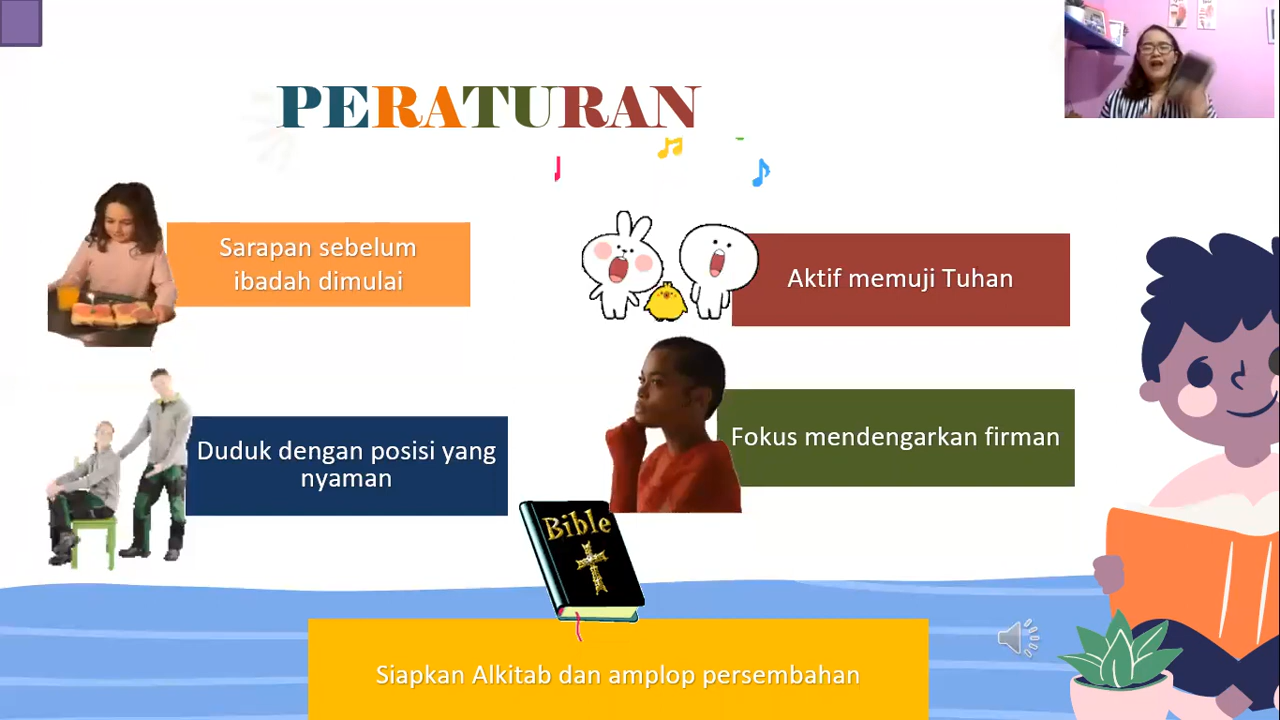 PERATURAN
Sarapan sebelum
ibadah dimulai
Aktif memuji Tuhan
Duduk dengan posisi yang
nyaman
Fokus mendengarkan firman
Bible
Siapkan Alkitab dan amplop persembahan